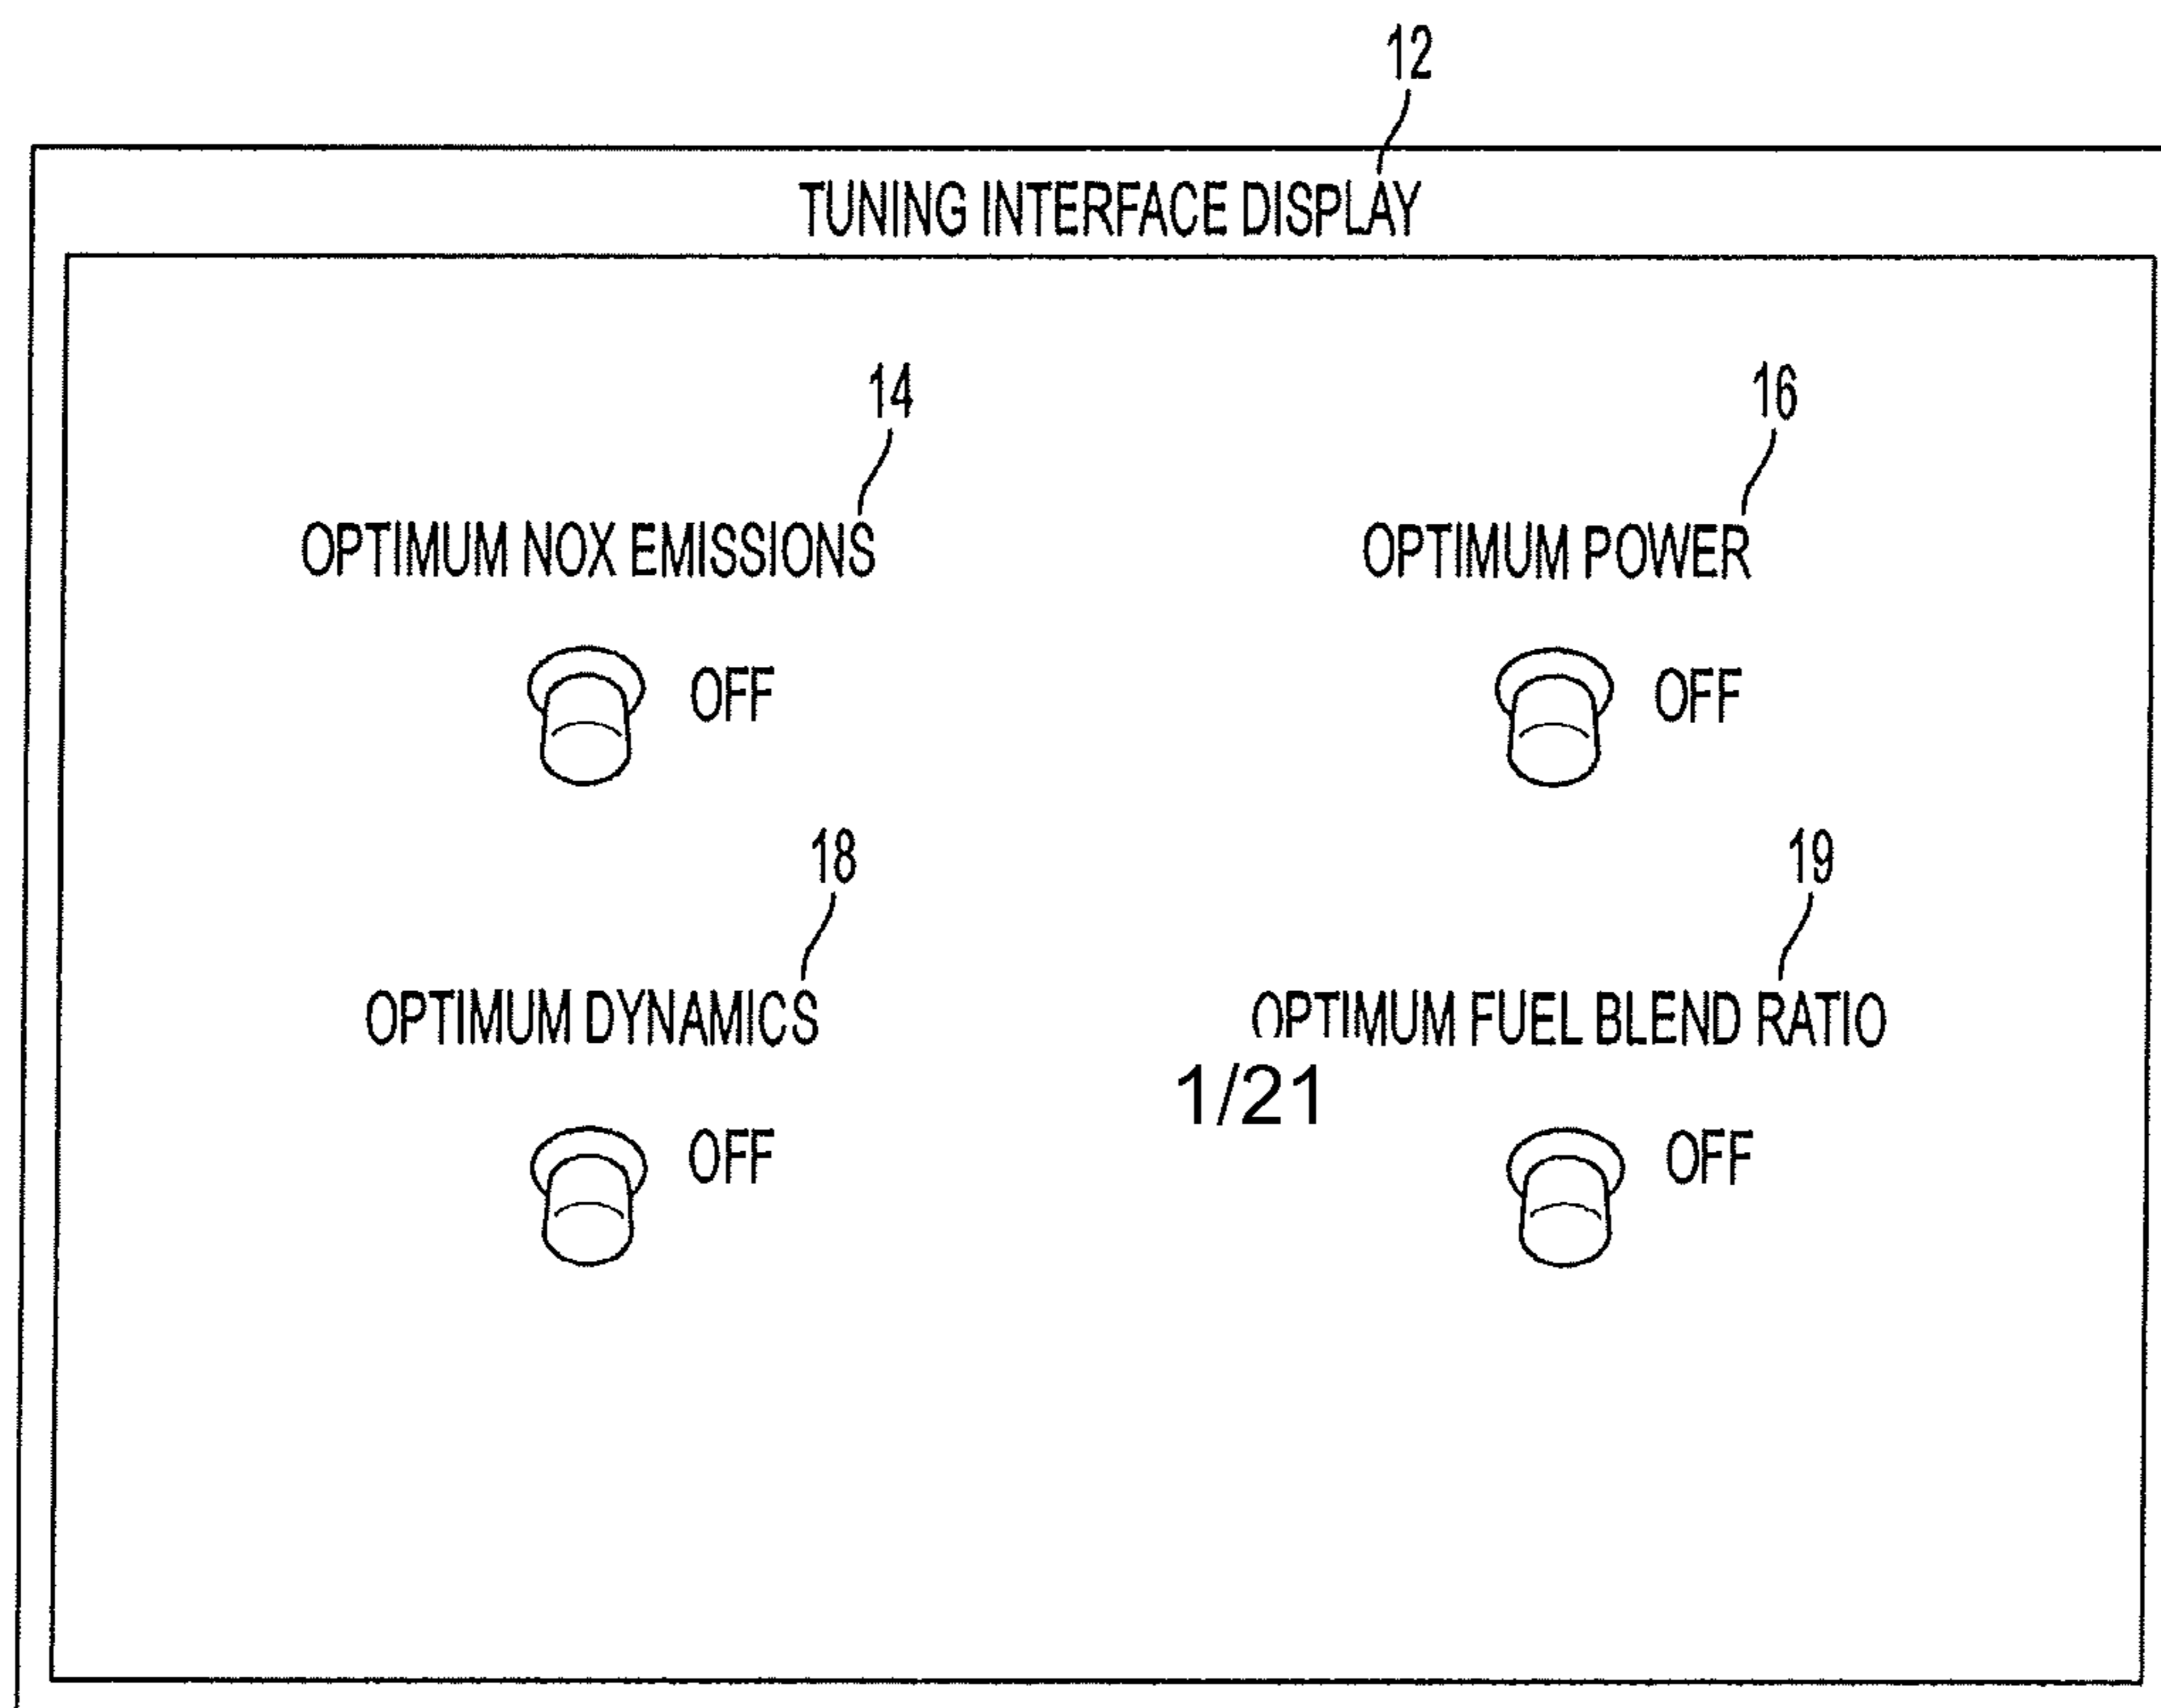 12
TUNING INTERFACE DISPLAY
14
16
OPTIMUM NOX EMISSIONS
OPTIMUM POWER
OFF
OFF
18
19
OPTIMUM DYNAMICS
OPTIMUM FUEL BLEND RATIO
1/21
OFF
OFF